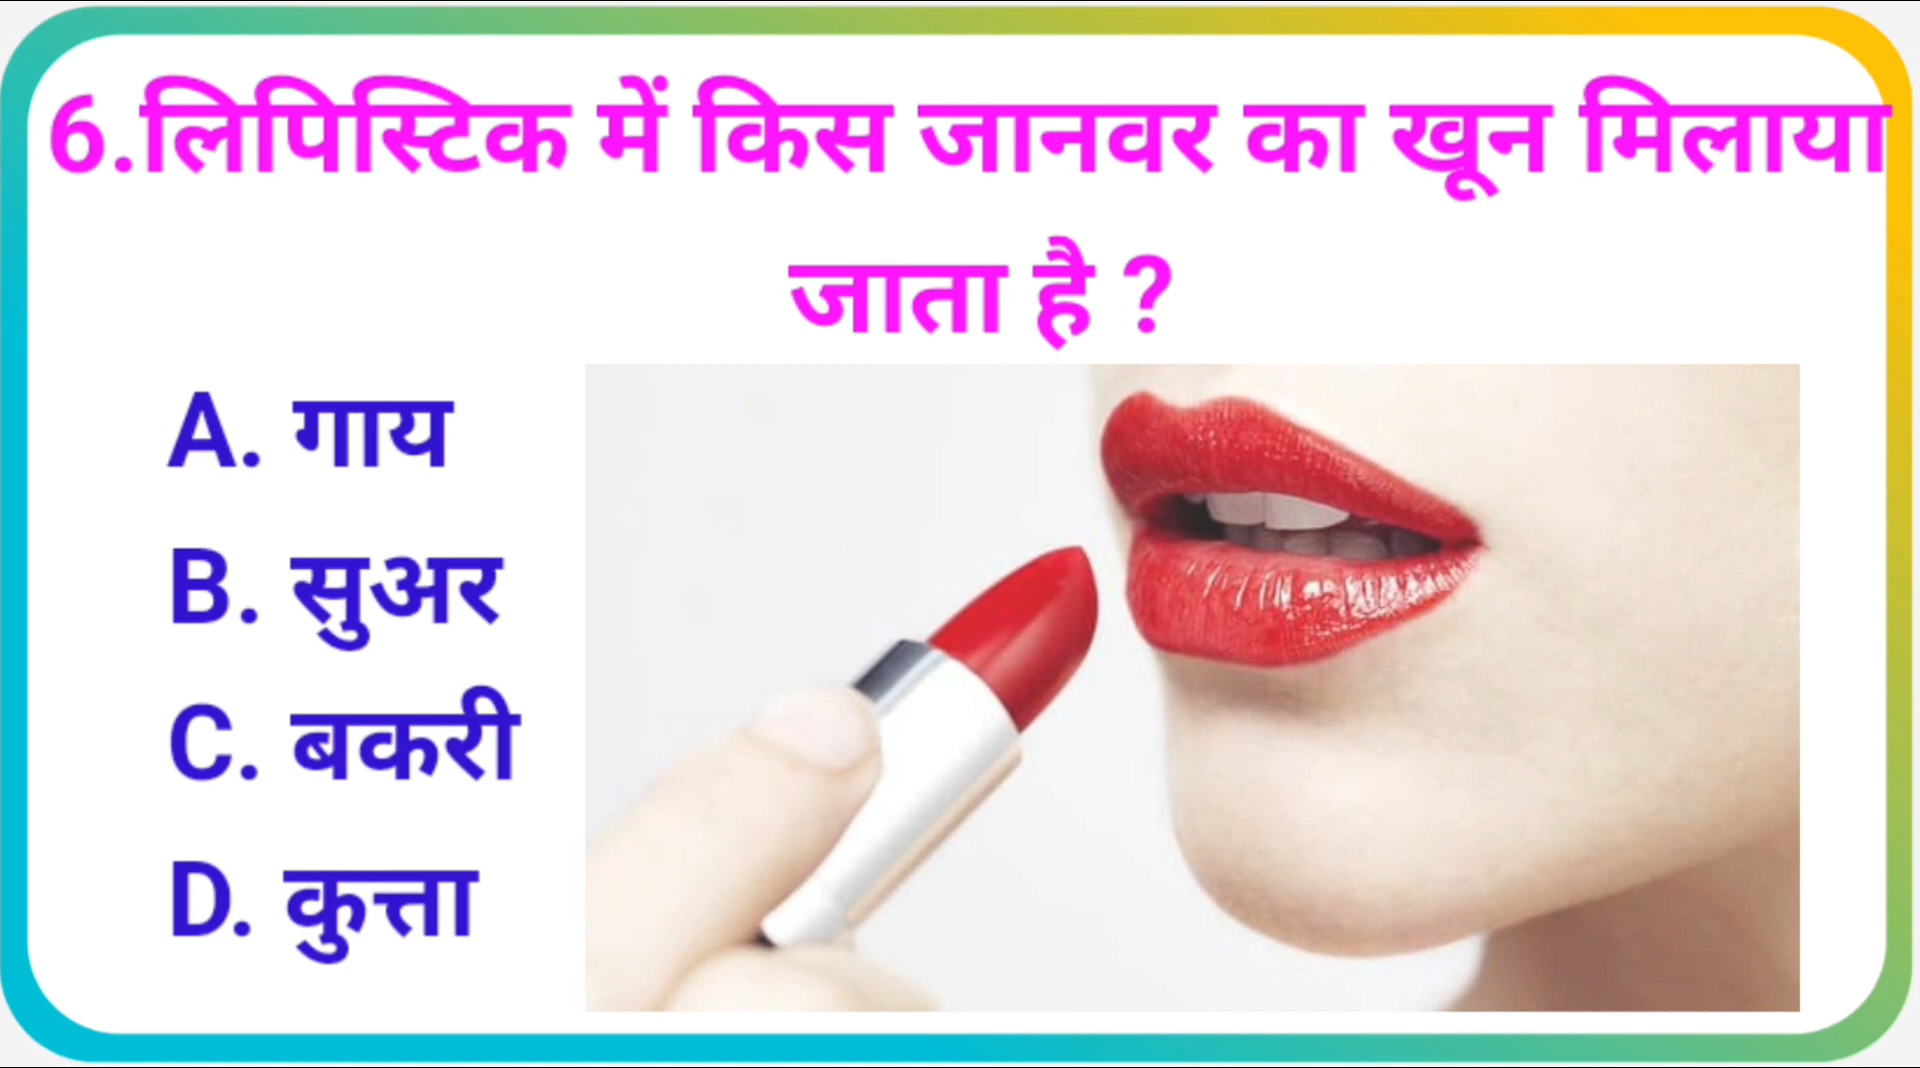 6.लिपिस्टिक में किस जानवर का खून मिलाया
जाता है ?
A. गाय
B. सुअर
C. बकरी
D. कुत्ता